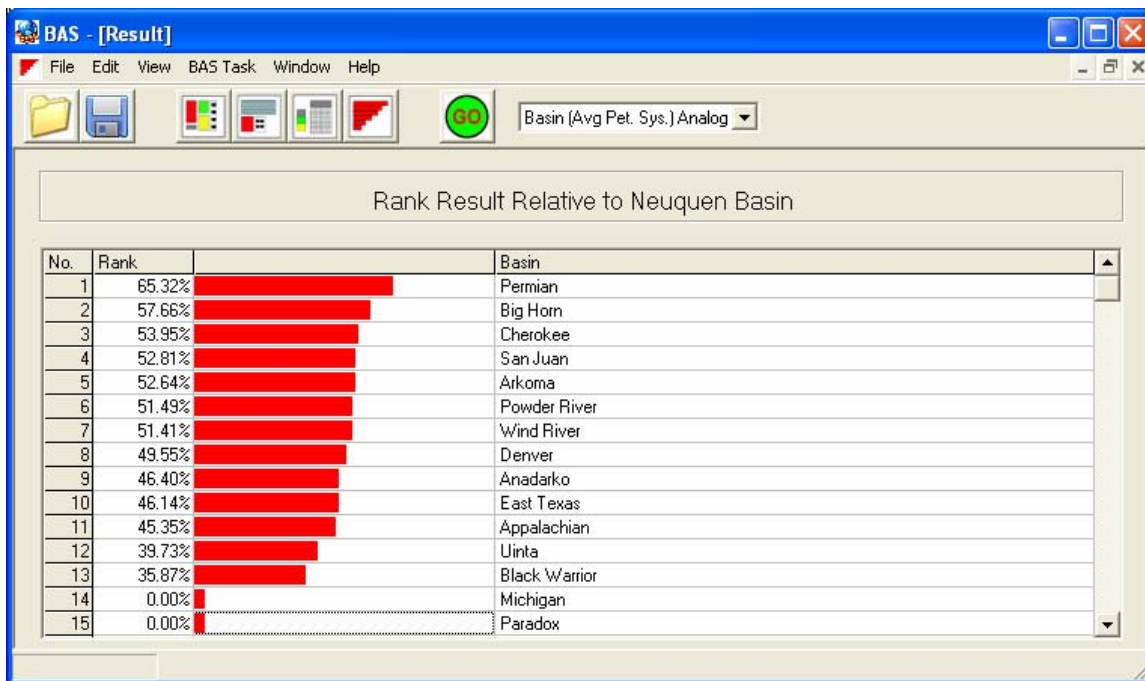 BAS - [Result]
File Edit View BAS Task Window Help
GO Basin (Avg Pet. Sys.) Analog
Rank Result Relative to Neuquen Basin
No. Rank Basin
1 65.32% Permian
2 57.66% Big Horn
3 53.95% Cherokee
4 52.81% San Juan
5 52.64% Arkoma
6 51.49% Powder River
7 51.41% Wind River
8 49.55% Denver
9 46.40% Anadarko
10 46.14% East Texas
11 45.35% Appalachian
12 39.73% Uinta
13 35.87% Black Warrior
14 0.00% Michigan
15 0.00% Paradox